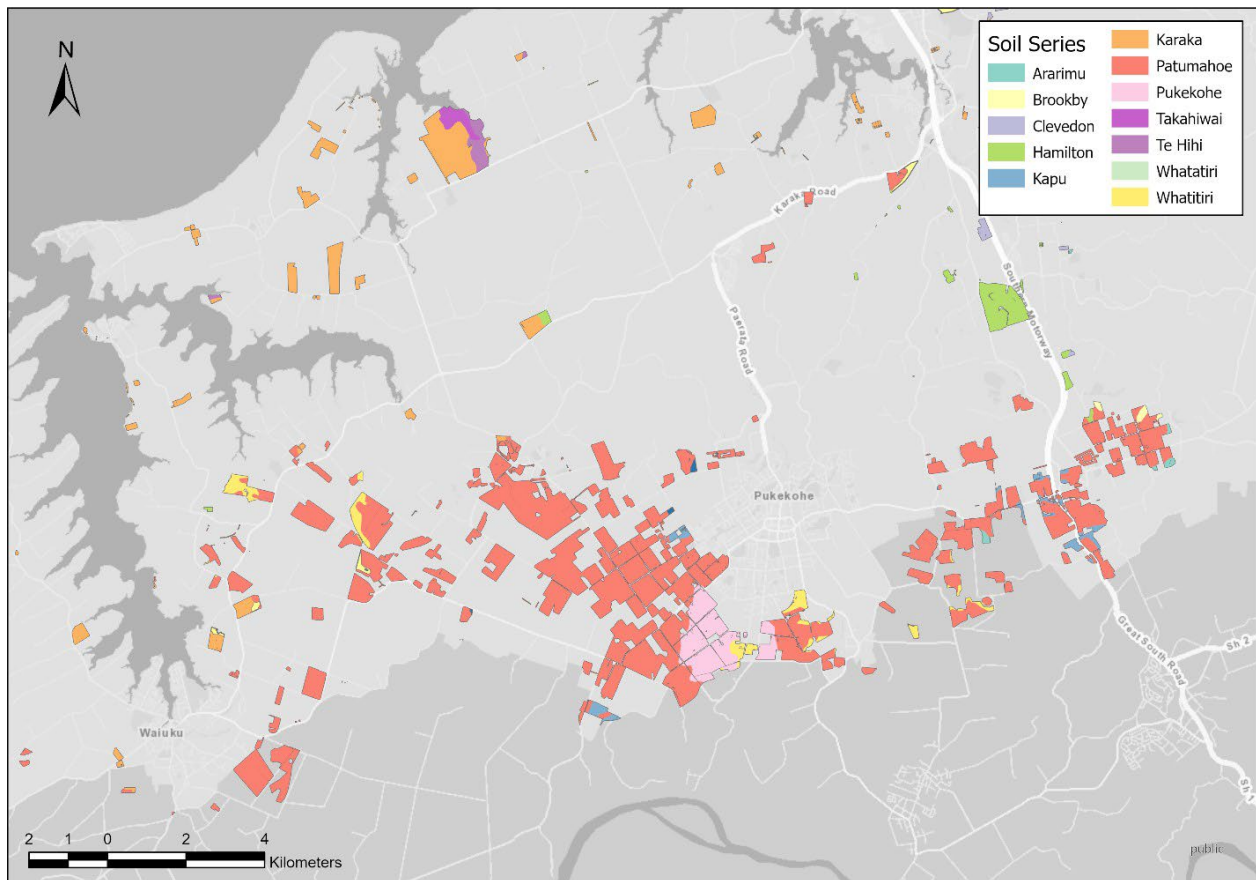 N
Soil Series
Ararimu
Brookby
Clevedon
Hamilton
Kapu
Karaka
Patumahoe
Pukekohe
Takahiwai
Te Hihi
Whatatiri
Whatitiri
Karaka Road
Paerata Road
Southern Motorway
Pukekohe
Great South Road
Sh 2
Sh 1
Waiuku
2 1 0 2 4
Kilometers
public